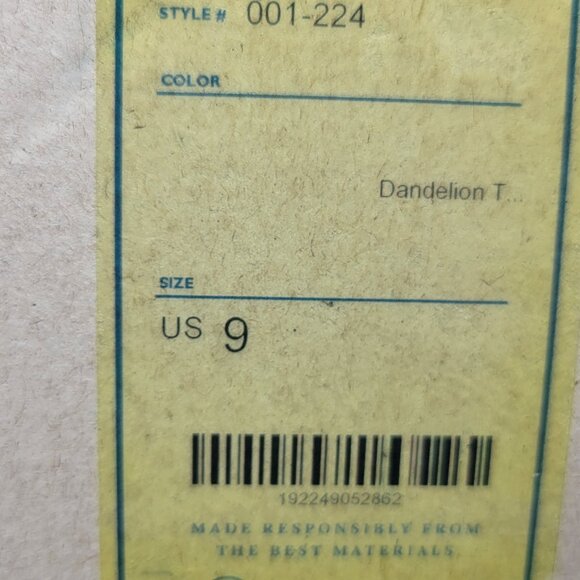 STYLE # 001-224
COLOR
Dandelion T...
SIZE
US 9
192249052862
MADE RESPONSIBLY FROM
THE BEST MATERIALS.